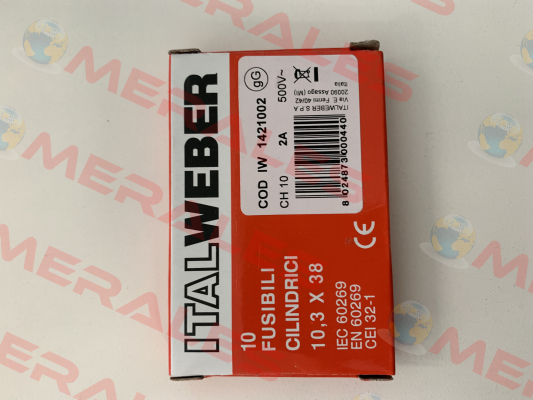 ITALWEBER
COD IW 1421002
gG
CH 10 2A 500V~
ITALWEBER S.P.A
Via E. Fermi 40/42
20090 Assago (MI)
Italia
8 024873 000440
10
FUSIBILI
CILINDRICI
10,3 X 38
CE
IEC 60269
EN 60269
CEI 32-1
MERALES